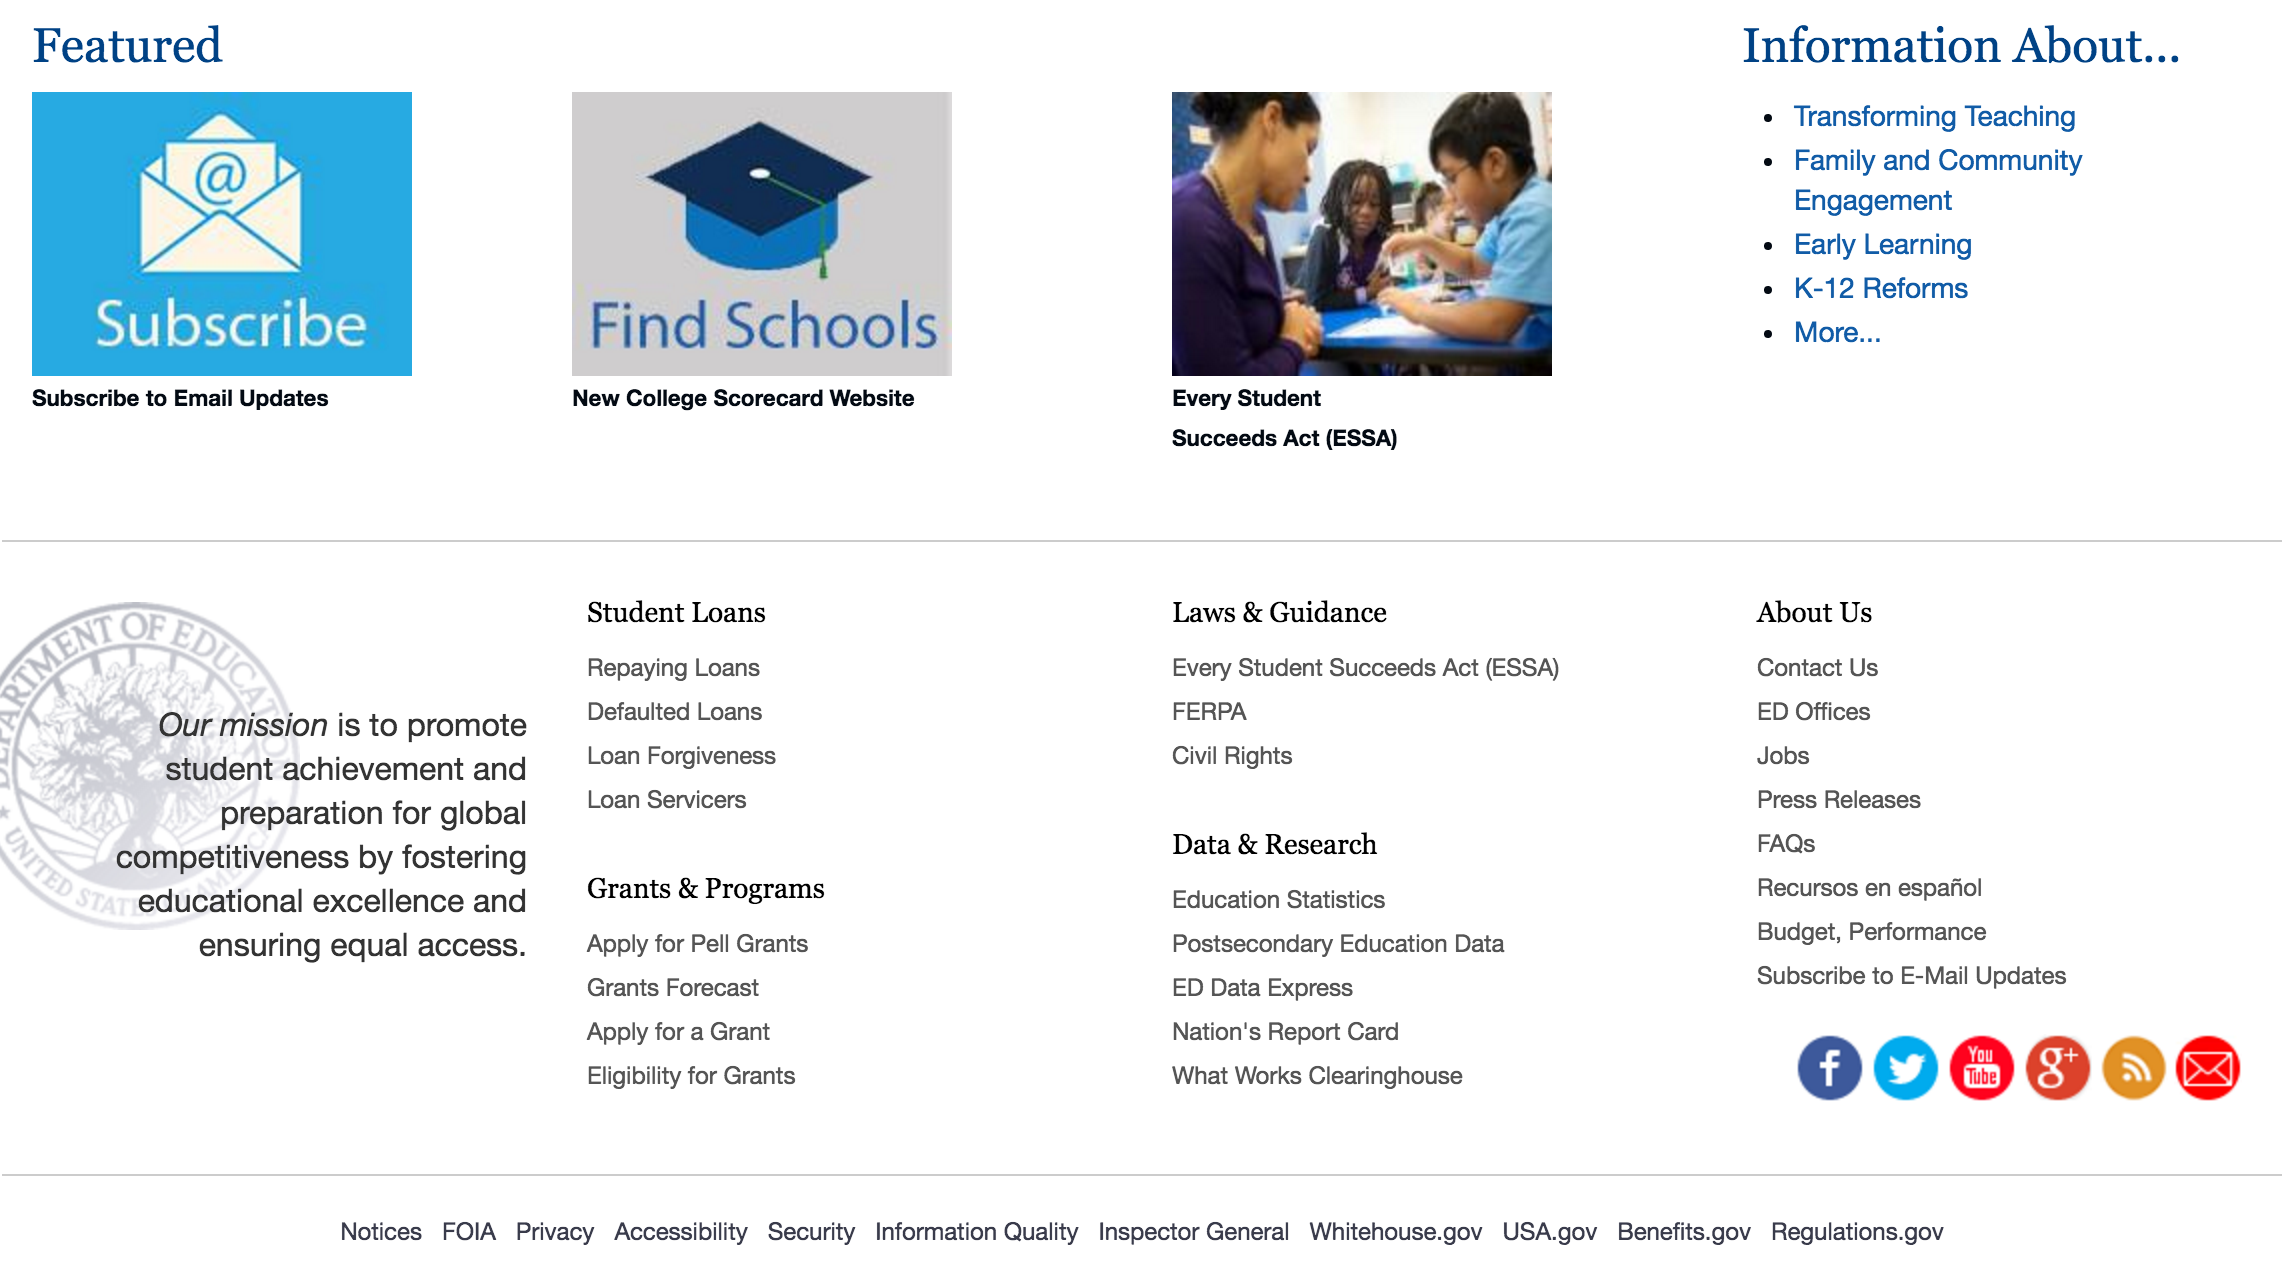 Featured
Information About...
@
Subscribe
Subscribe to Email Updates
Find Schools
New College Scorecard Website
Every Student
Succeeds Act (ESSA)
Transforming Teaching
Family and Community
Engagement
Early Learning
K-12 Reforms
More...
DEPARTMENT OF EDUCATION
UNITED STATES OF AMERICA
Our mission is to promote
student achievement and
preparation for global
competitiveness by fostering
educational excellence and
ensuring equal access.
Student Loans
Repaying Loans
Defaulted Loans
Loan Forgiveness
Loan Servicers
Grants & Programs
Apply for Pell Grants
Grants Forecast
Apply for a Grant
Eligibility for Grants
Laws & Guidance
Every Student Succeeds Act (ESSA)
FERPA
Civil Rights
Data & Research
Education Statistics
Postsecondary Education Data
ED Data Express
Nation's Report Card
What Works Clearinghouse
About Us
Contact Us
ED Offices
Jobs
Press Releases
FAQs
Recursos en español
Budget, Performance
Subscribe to E-Mail Updates
f You Tube g+
Notices FOIA Privacy Accessibility Security Information Quality Inspector General Whitehouse.gov USA.gov Benefits.gov Regulations.gov